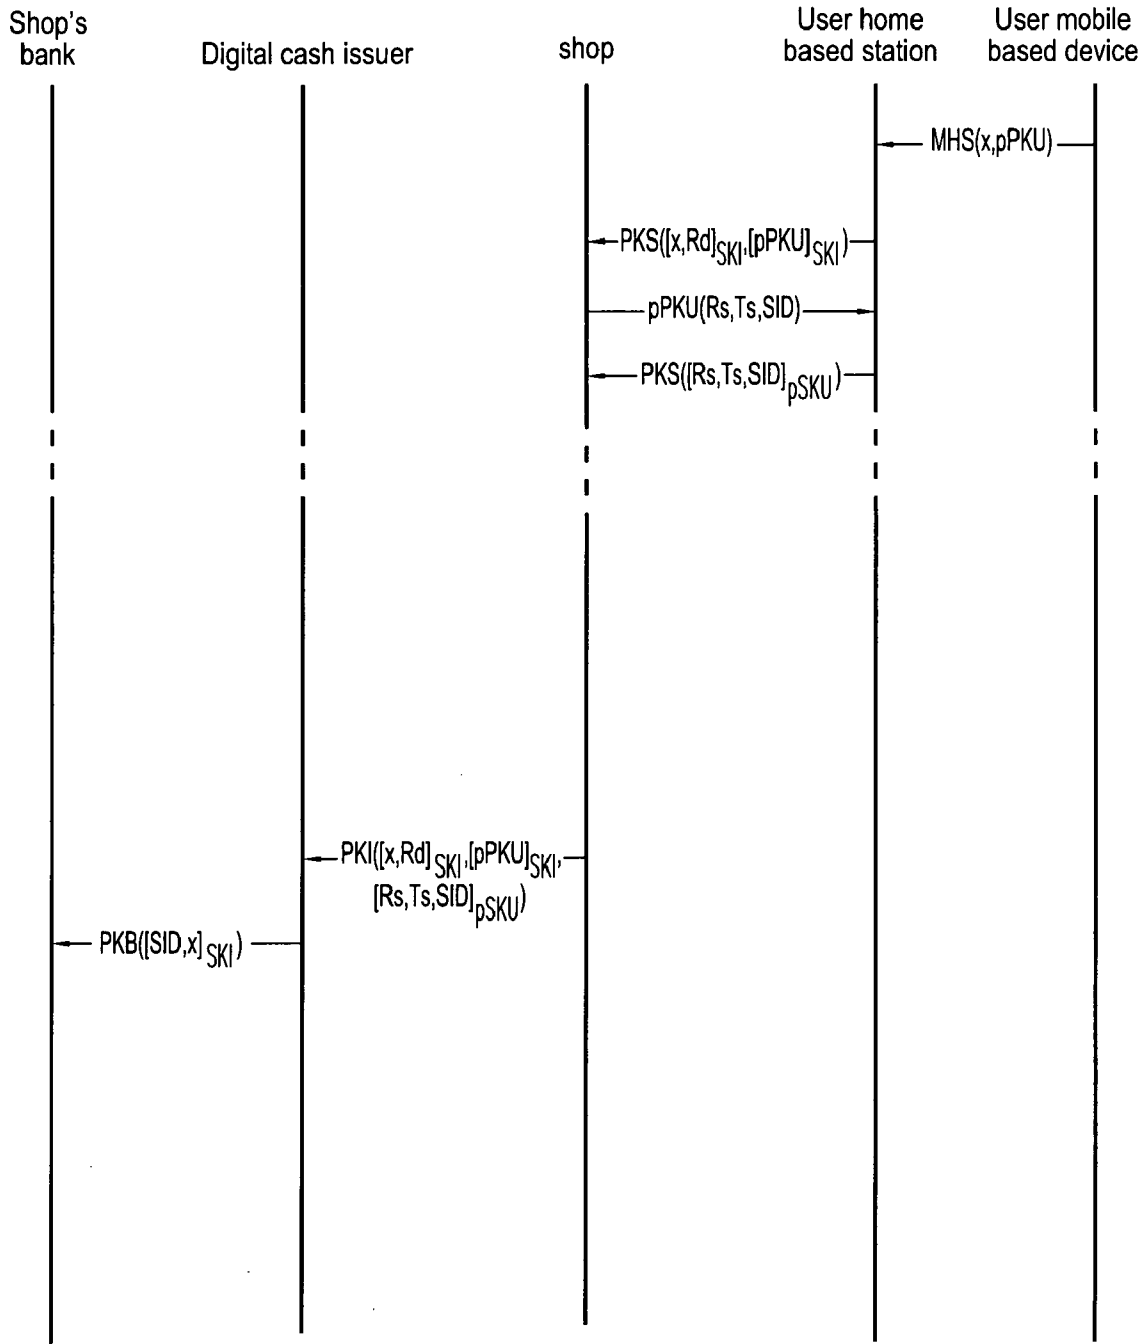 Shop's
bank
Digital cash issuer
shop
User home
based station
User mobile
based device
MHS(x,pPKU)
PKS([x,Rd]SKI,[pPKU]SKI)
pPKU(Rs,Ts,SID)
PKS([Rs,Ts,SID]pSKU)
PKI([x,Rd]SKI,[pPKU]SKI,
[Rs,Ts,SID]pSKU)
PKB([SID,x]SKI)